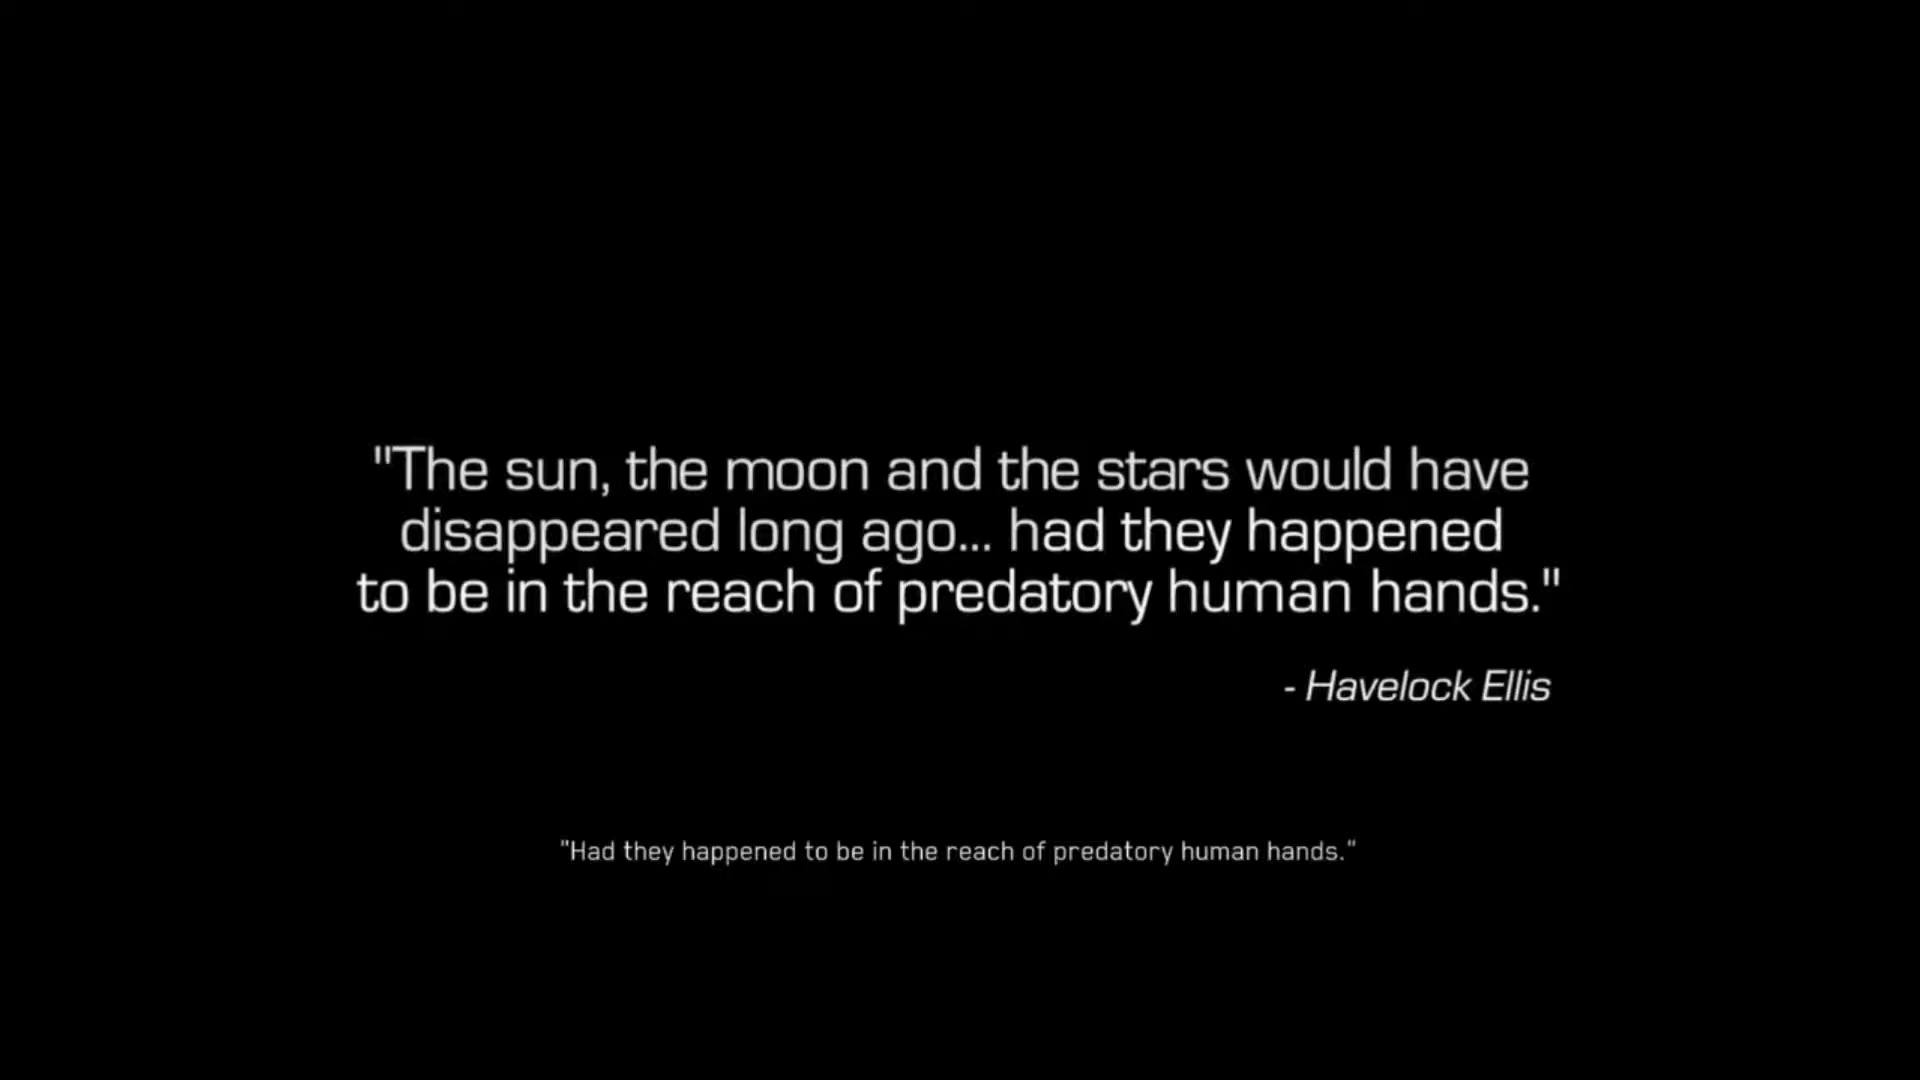 "The sun, the moon and the stars would have
disappeared long ago... had they happened
to be in the reach of predatory human hands."
- Havelock Ellis
"Had they happened to be in the reach of predatory human hands."